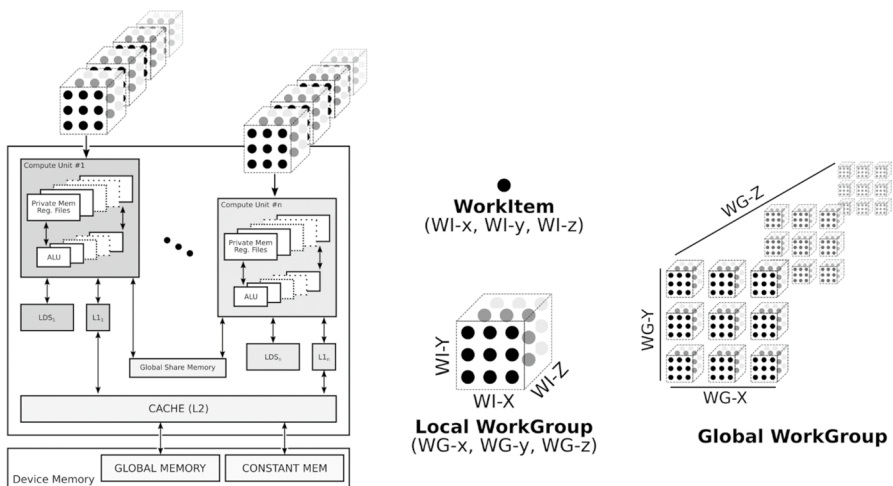 Compute Unit #1
Private Mem
Reg. Files
ALU
LDS1
L11
Compute Unit #n
Private Mem
Reg. Files
ALU
LDSn
L1n
Global Share Memory
CACHE (L2)
GLOBAL MEMORY
CONSTANT MEM
Device Memory
WorkItem
(WI-x, WI-y, WI-z)
WI-Y
WI-X
WI-Z
Local WorkGroup
(WG-x, WG-y, WG-z)
WG-Z
WG-Y
WG-X
Global WorkGroup